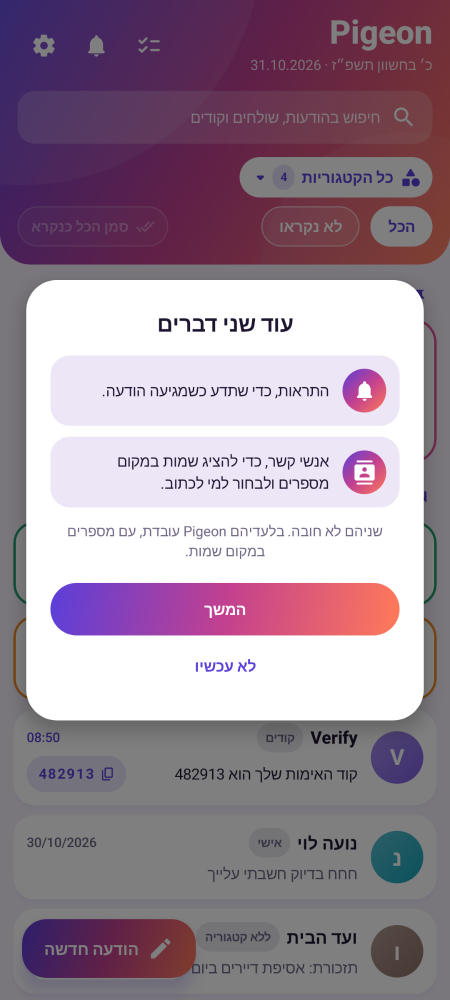 Pigeon
כ׳ בחשוון תשפ״ז · 31.10.2026
חיפוש בהודעות, שולחים וקודים
כל הקטגוריות 4
הכל
לא נקראו
סמן הכל כנקרא
עוד שני דברים
התראות, כדי שתדע כשמגיעה הודעה.
אנשי קשר, כדי להציג שמות במקום
מספרים ולבחור למי לכתוב.
שניהם לא חובה. בלעדיהם Pigeon עובדת, עם מספרים
במקום שמות.
המשך
לא עכשיו
V
Verify
קודים
08:50
קוד האימות שלך הוא 482913
482913
נ
נועה לוי
אישי
30/10/2026
חחח בדיוק חשבתי עלייך
ו
ועד הבית
ללא קטגוריה
תזכורת: אסיפת דיירים ביום
הודעה חדשה